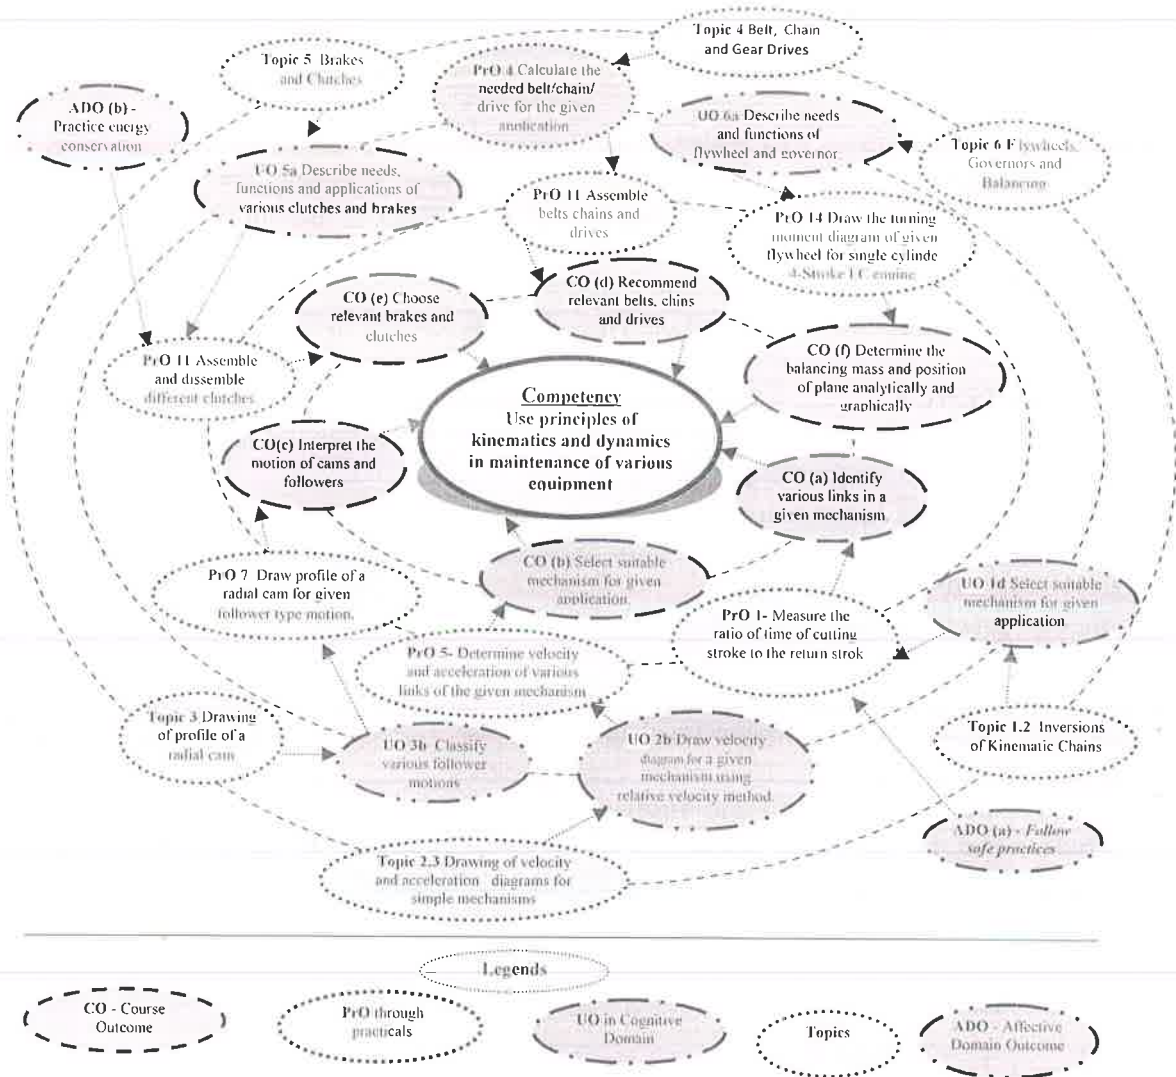 Topic 4 Belt, Chain
and Gear Drives
Topic 5 Brakes
and Clutches
PrO 4 Calculate the
needed belt/chain/
drive for the given
application
ADO (b) -
Practice energy
conservation
UO 6a Describe needs
and functions of
flywheel and governor
Topic 6 Flywheels,
Governors and
Balancing
UO 5a Describe needs,
functions and applications of
various clutches and brakes
PrO 11 Assemble
belts chains and
drives
PrO 14 Draw the turning
moment diagram of given
flywheel for single cylinde
4-Stroke I.C engine
CO (e) Choose
relevant brakes and
clutches
CO (d) Recommend
relevant belts, chins
and drives
PrO 11 Assemble
and dissemble
different clutches
CO (f) Determine the
balancing mass and position
of plane analytically and
graphically
Competency
Use principles of
kinematics and dynamics
in maintenance of various
equipment
CO(c) Interpret the
motion of cams and
followers
CO (a) Identify
various links in a
given mechanism
CO (b) Select suitable
mechanism for given
application.
PrO 7 Draw profile of a
radial cam for given
follower type motion.
UO 1d Select suitable
mechanism for given
application
PrO 1- Measure the
ratio of time of cutting
stroke to the return strok
PrO 5- Determine velocity
and acceleration of various
links of the given mechanism
Topic 3 Drawing
of profile of a
radial cam
UO 3b Classify
various follower
motions
UO 2b Draw velocity
diagram for a given
mechanism using
relative velocity method.
Topic 1.2 Inversions
of Kinematic Chains
ADO (a) - Follow
safe practices
Topic 2.3 Drawing of velocity
and acceleration diagrams for
simple mechanisms
Legends
CO - Course
Outcome
PrO through
practicals
UO in Cognitive
Domain
Topics
ADO - Affective
Domain Outcome